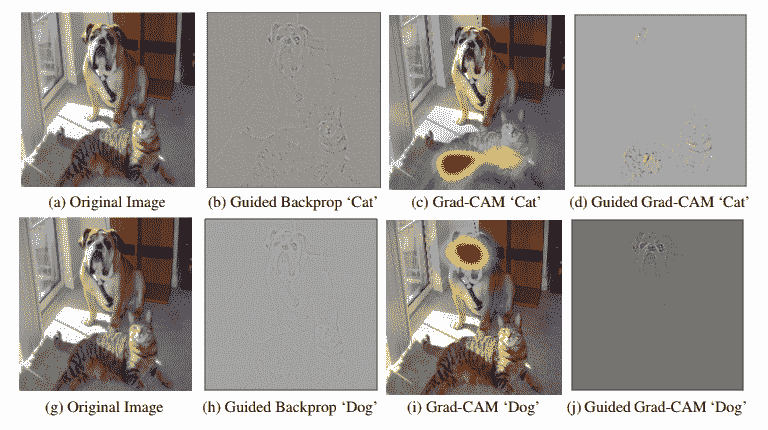 (a) Original Image (b) Guided Backprop ‘Cat’ (c) Grad-CAM ‘Cat’ (d) Guided Grad-CAM ‘Cat’
(g) Original Image (h) Guided Backprop ‘Dog’ (i) Grad-CAM ‘Dog’ (j) Guided Grad-CAM ‘Dog’